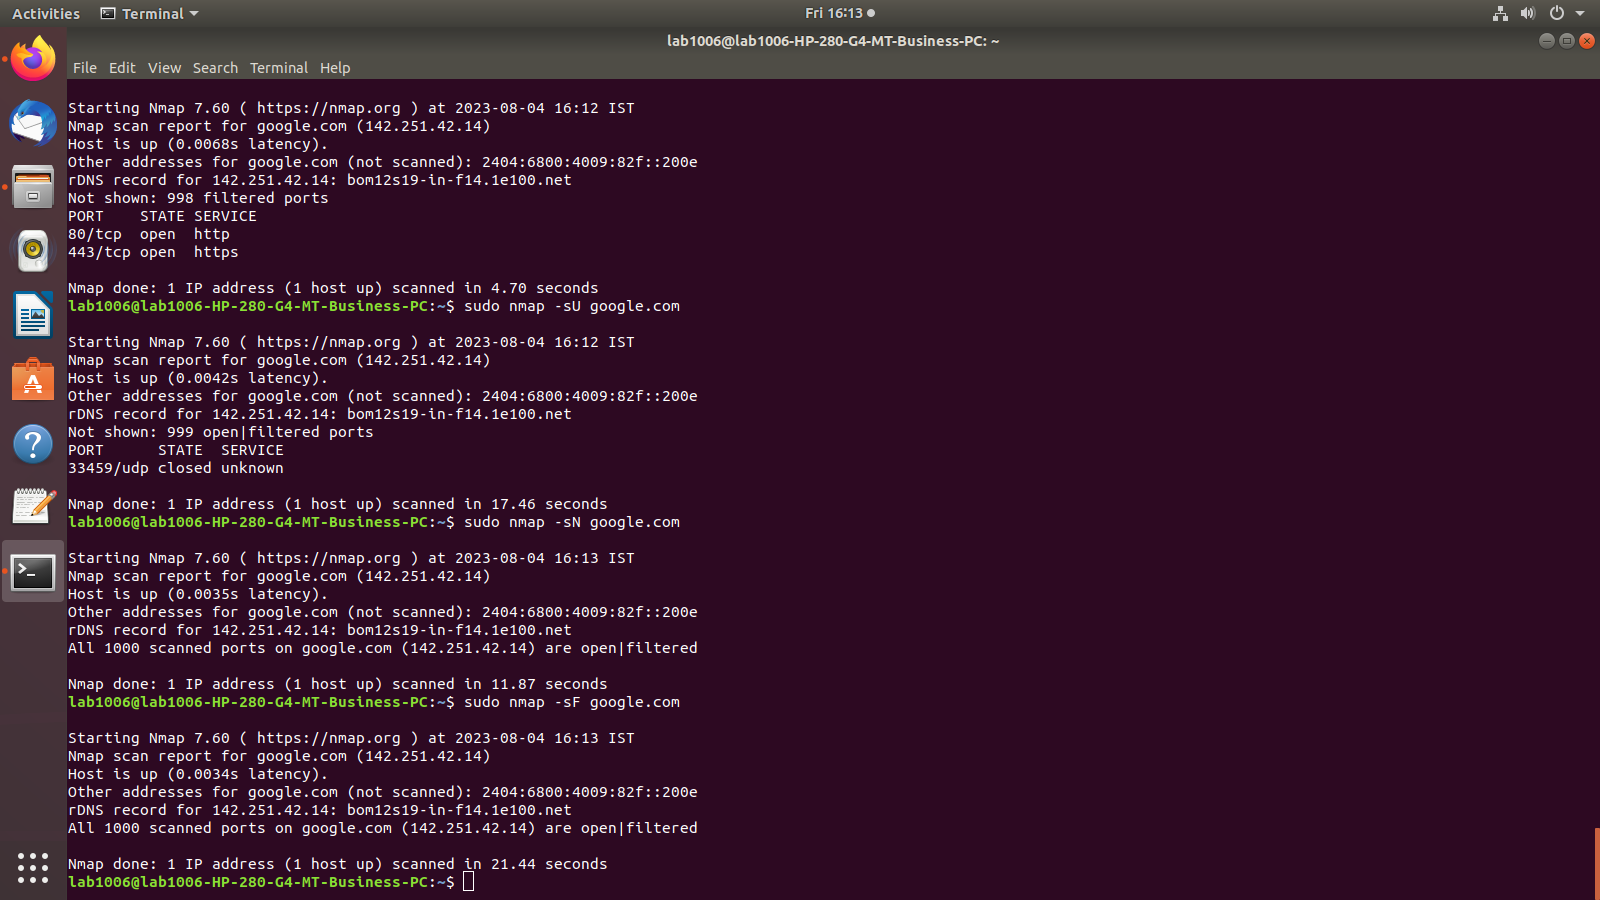 Activities
Terminal
Fri 16:13
lab1006@lab1006-HP-280-G4-MT-Business-PC: ~
File Edit View Search Terminal Help
Starting Nmap 7.60 ( https://nmap.org ) at 2023-08-04 16:12 IST
Nmap scan report for google.com (142.251.42.14)
Host is up (0.0068s latency).
Other addresses for google.com (not scanned): 2404:6800:4009:82f::200e
rDNS record for 142.251.42.14: bom12s19-in-f14.1e100.net
Not shown: 998 filtered ports
PORT    STATE SERVICE
80/tcp  open  http
443/tcp open  https
Nmap done: 1 IP address (1 host up) scanned in 4.70 seconds
lab1006@lab1006-HP-280-G4-MT-Business-PC:~$ sudo nmap -sU google.com
Starting Nmap 7.60 ( https://nmap.org ) at 2023-08-04 16:12 IST
Nmap scan report for google.com (142.251.42.14)
Host is up (0.0042s latency).
Other addresses for google.com (not scanned): 2404:6800:4009:82f::200e
rDNS record for 142.251.42.14: bom12s19-in-f14.1e100.net
Not shown: 999 open|filtered ports
PORT      STATE  SERVICE
33459/udp closed unknown
Nmap done: 1 IP address (1 host up) scanned in 17.46 seconds
lab1006@lab1006-HP-280-G4-MT-Business-PC:~$ sudo nmap -sN google.com
Starting Nmap 7.60 ( https://nmap.org ) at 2023-08-04 16:13 IST
Nmap scan report for google.com (142.251.42.14)
Host is up (0.0035s latency).
Other addresses for google.com (not scanned): 2404:6800:4009:82f::200e
rDNS record for 142.251.42.14: bom12s19-in-f14.1e100.net
All 1000 scanned ports on google.com (142.251.42.14) are open|filtered
Nmap done: 1 IP address (1 host up) scanned in 11.87 seconds
lab1006@lab1006-HP-280-G4-MT-Business-PC:~$ sudo nmap -sF google.com
Starting Nmap 7.60 ( https://nmap.org ) at 2023-08-04 16:13 IST
Nmap scan report for google.com (142.251.42.14)
Host is up (0.0034s latency).
Other addresses for google.com (not scanned): 2404:6800:4009:82f::200e
rDNS record for 142.251.42.14: bom12s19-in-f14.1e100.net
All 1000 scanned ports on google.com (142.251.42.14) are open|filtered
Nmap done: 1 IP address (1 host up) scanned in 21.44 seconds
lab1006@lab1006-HP-280-G4-MT-Business-PC:~$